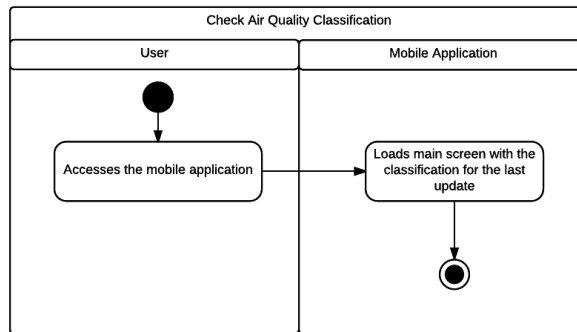 Check Air Quality Classification
User
Mobile Application
Accesses the mobile application
Loads main screen with the
classification for the last
update